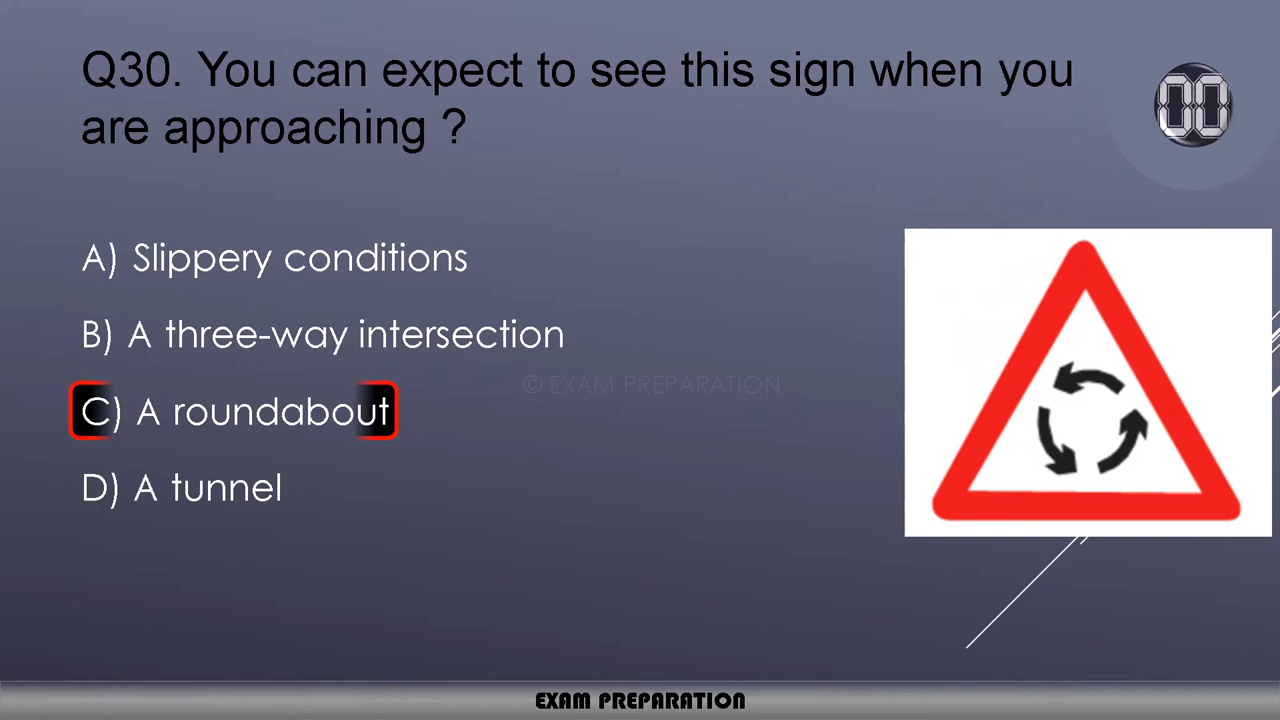 Q30. You can expect to see this sign when you
are approaching ?
00
A) Slippery conditions
B) A three-way intersection
© EXAM PREPARATION
C) A roundabout
D) A tunnel
EXAM PREPARATION